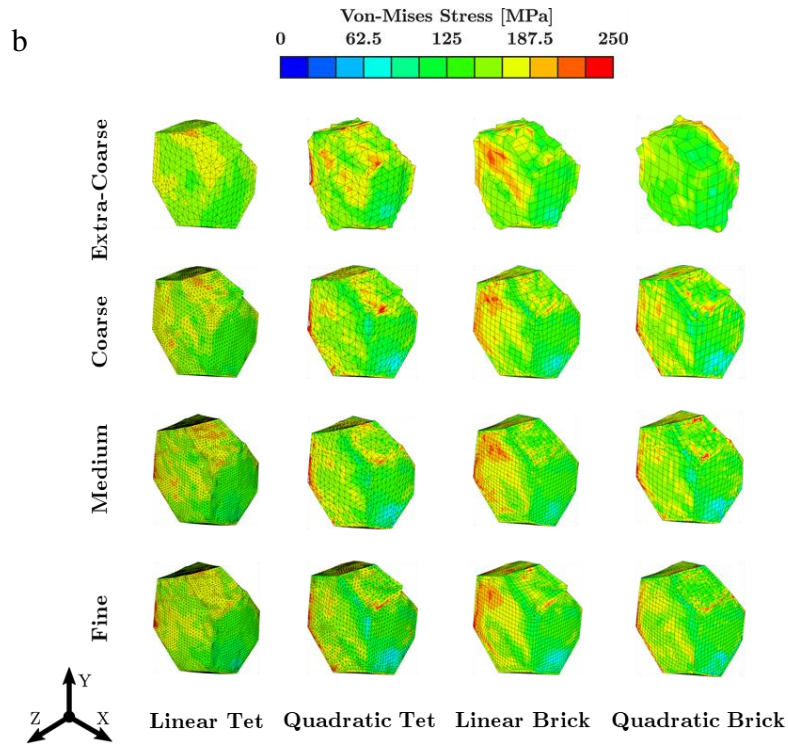 b
Von-Mises Stress [MPa]
0 62.5 125 187.5 250
Extra-Coarse
Coarse
Medium
Fine
Y
Z X
Linear Tet Quadratic Tet Linear Brick Quadratic Brick